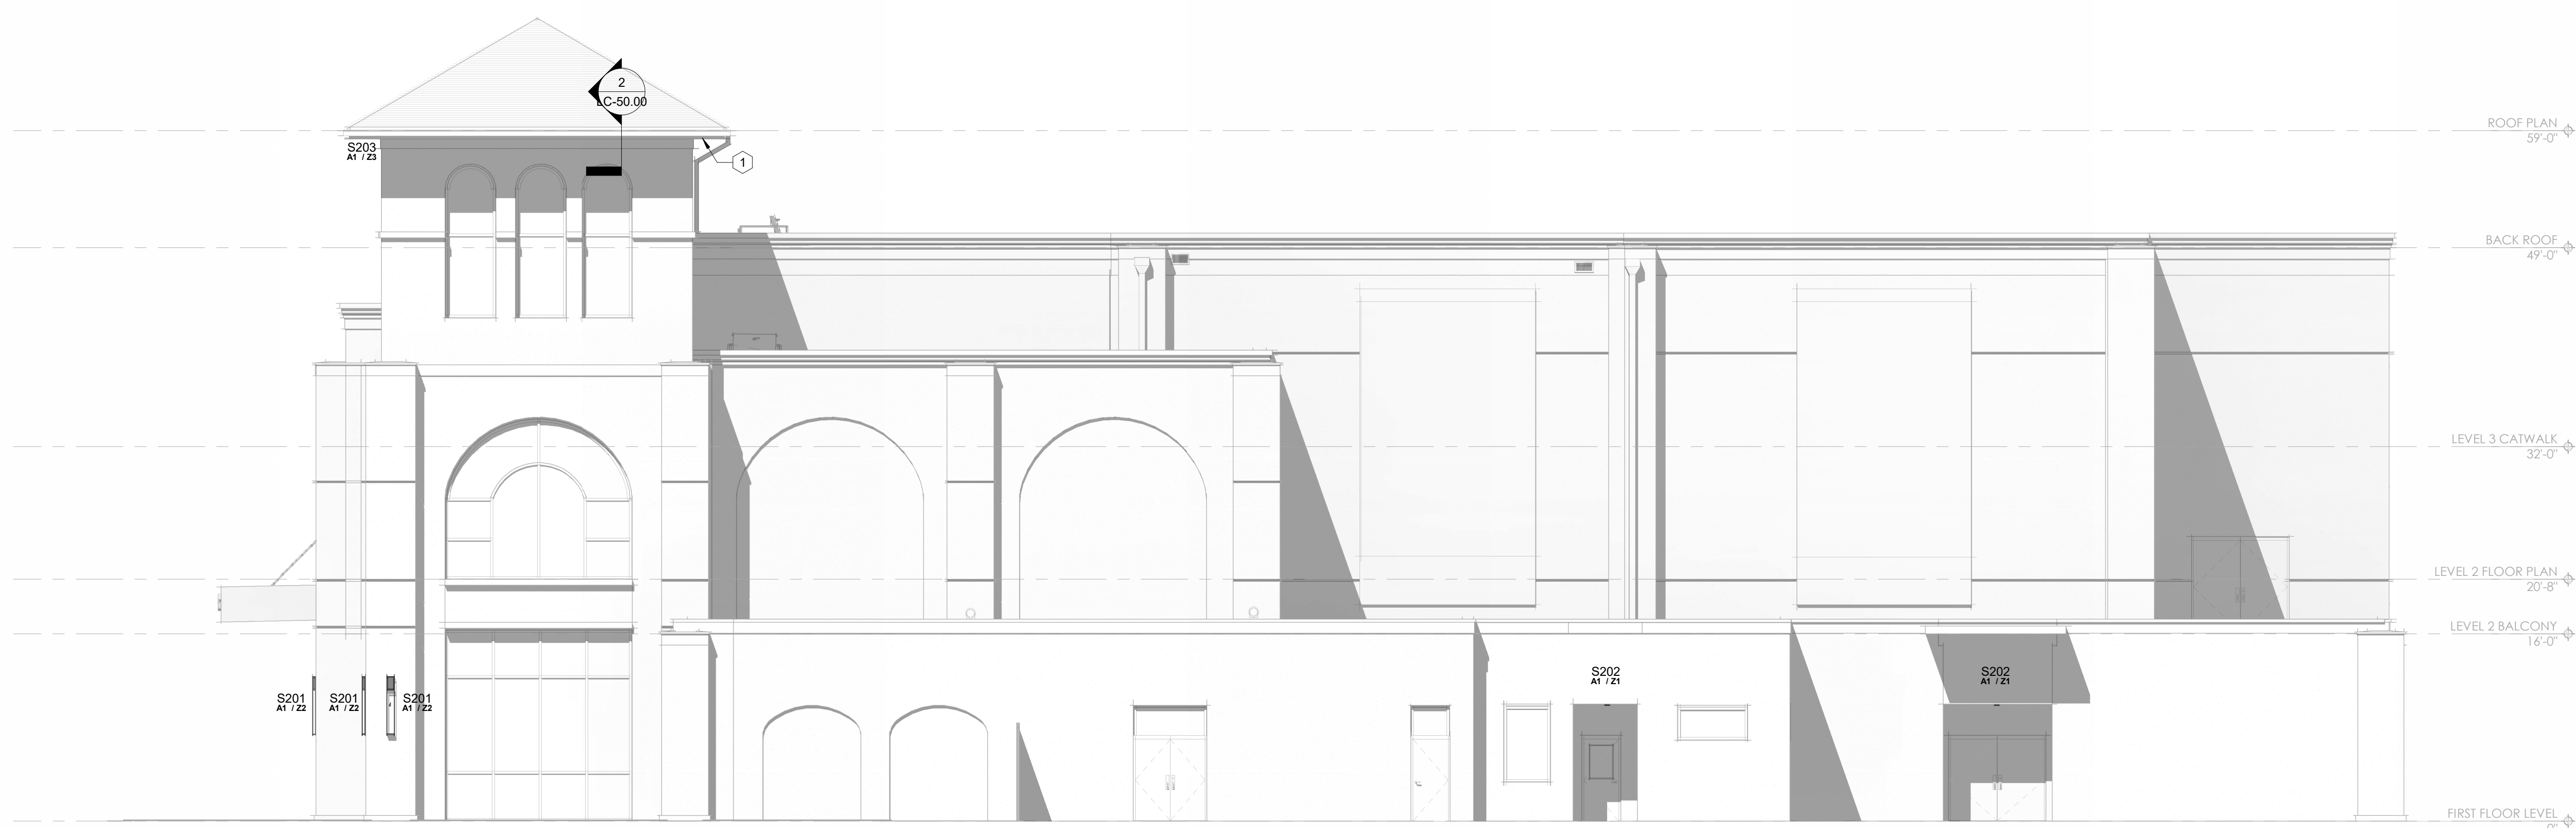 2
LC-50.00
ROOF PLAN
59'-0"
S203
A1 / Z3
1
BACK ROOF
49'-0"
LEVEL 3 CATWALK
32'-0"
LEVEL 2 FLOOR PLAN
20'-8"
LEVEL 2 BALCONY
16'-0"
S202
A1 / Z1
S202
A1 / Z1
S201
A1 / Z2
S201
A1 / Z2
S201
A1 / Z2
FIRST FLOOR LEVEL
0"